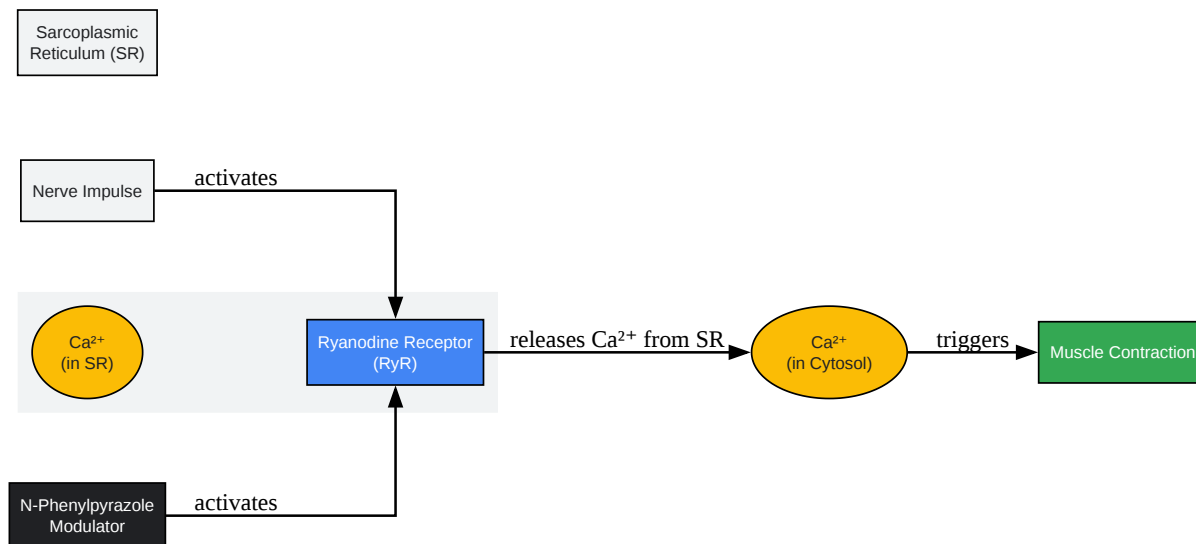 Sarcoplasmic
Reticulum (SR)
Nerve Impulse
activates
Ca²⁺
(in SR)
Ryanodine Receptor
(RyR)
releases Ca²⁺ from SR
Ca²⁺
(in Cytosol)
triggers
Muscle Contraction
N-Phenylpyrazole
Modulator
activates